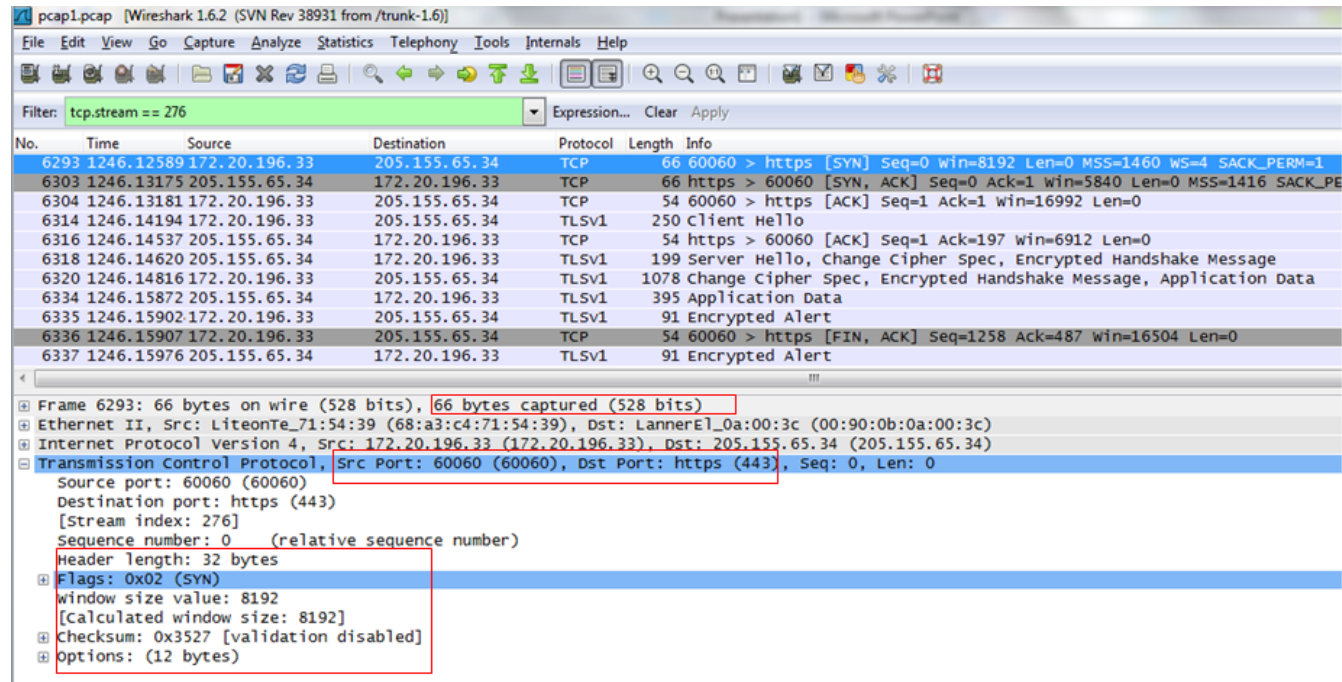 pcap1.pcap [Wireshark 1.6.2 (SVN Rev 38931 from /trunk-1.6)]
File Edit View Go Capture Analyze Statistics Telephony Tools Internals Help
Filter: tcp.stream == 276 Expression... Clear Apply
No. Time Source Destination Protocol Length Info
6293 1246.12589 172.20.196.33 205.155.65.34 TCP 66 60060 > https [SYN] Seq=0 Win=8192 Len=0 MSS=1460 WS=4 SACK_PERM=1
6303 1246.13175 205.155.65.34 172.20.196.33 TCP 66 https > 60060 [SYN, ACK] Seq=0 Ack=1 Win=5840 Len=0 MSS=1416 SACK_PE
6304 1246.13181 172.20.196.33 205.155.65.34 TCP 54 60060 > https [ACK] Seq=1 Ack=1 Win=16992 Len=0
6314 1246.14194 172.20.196.33 205.155.65.34 TLSv1 250 Client Hello
6316 1246.14537 205.155.65.34 172.20.196.33 TCP 54 https > 60060 [ACK] Seq=1 Ack=197 Win=6912 Len=0
6318 1246.14620 205.155.65.34 172.20.196.33 TLSv1 199 Server Hello, Change Cipher Spec, Encrypted Handshake Message
6320 1246.14816 172.20.196.33 205.155.65.34 TLSv1 1078 Change Cipher Spec, Encrypted Handshake Message, Application Data
6334 1246.15872 205.155.65.34 172.20.196.33 TLSv1 395 Application Data
6335 1246.15902 172.20.196.33 205.155.65.34 TLSv1 91 Encrypted Alert
6336 1246.15907 172.20.196.33 205.155.65.34 TCP 54 60060 > https [FIN, ACK] Seq=1258 Ack=487 Win=16504 Len=0
6337 1246.15976 205.155.65.34 172.20.196.33 TLSv1 91 Encrypted Alert
Frame 6293: 66 bytes on wire (528 bits), 66 bytes captured (528 bits)
Ethernet II, Src: LiteonTe_71:54:39 (68:a3:c4:71:54:39), Dst: LannerEl_0a:00:3c (00:90:0b:0a:00:3c)
Internet Protocol Version 4, Src: 172.20.196.33 (172.20.196.33), Dst: 205.155.65.34 (205.155.65.34)
Transmission Control Protocol, Src Port: 60060 (60060), Dst Port: https (443), Seq: 0, Len: 0
Source port: 60060 (60060)
Destination port: https (443)
[Stream index: 276]
Sequence number: 0 (relative sequence number)
Header length: 32 bytes
Flags: 0x02 (SYN)
Window size value: 8192
[Calculated window size: 8192]
Checksum: 0x3527 [validation disabled]
Options: (12 bytes)